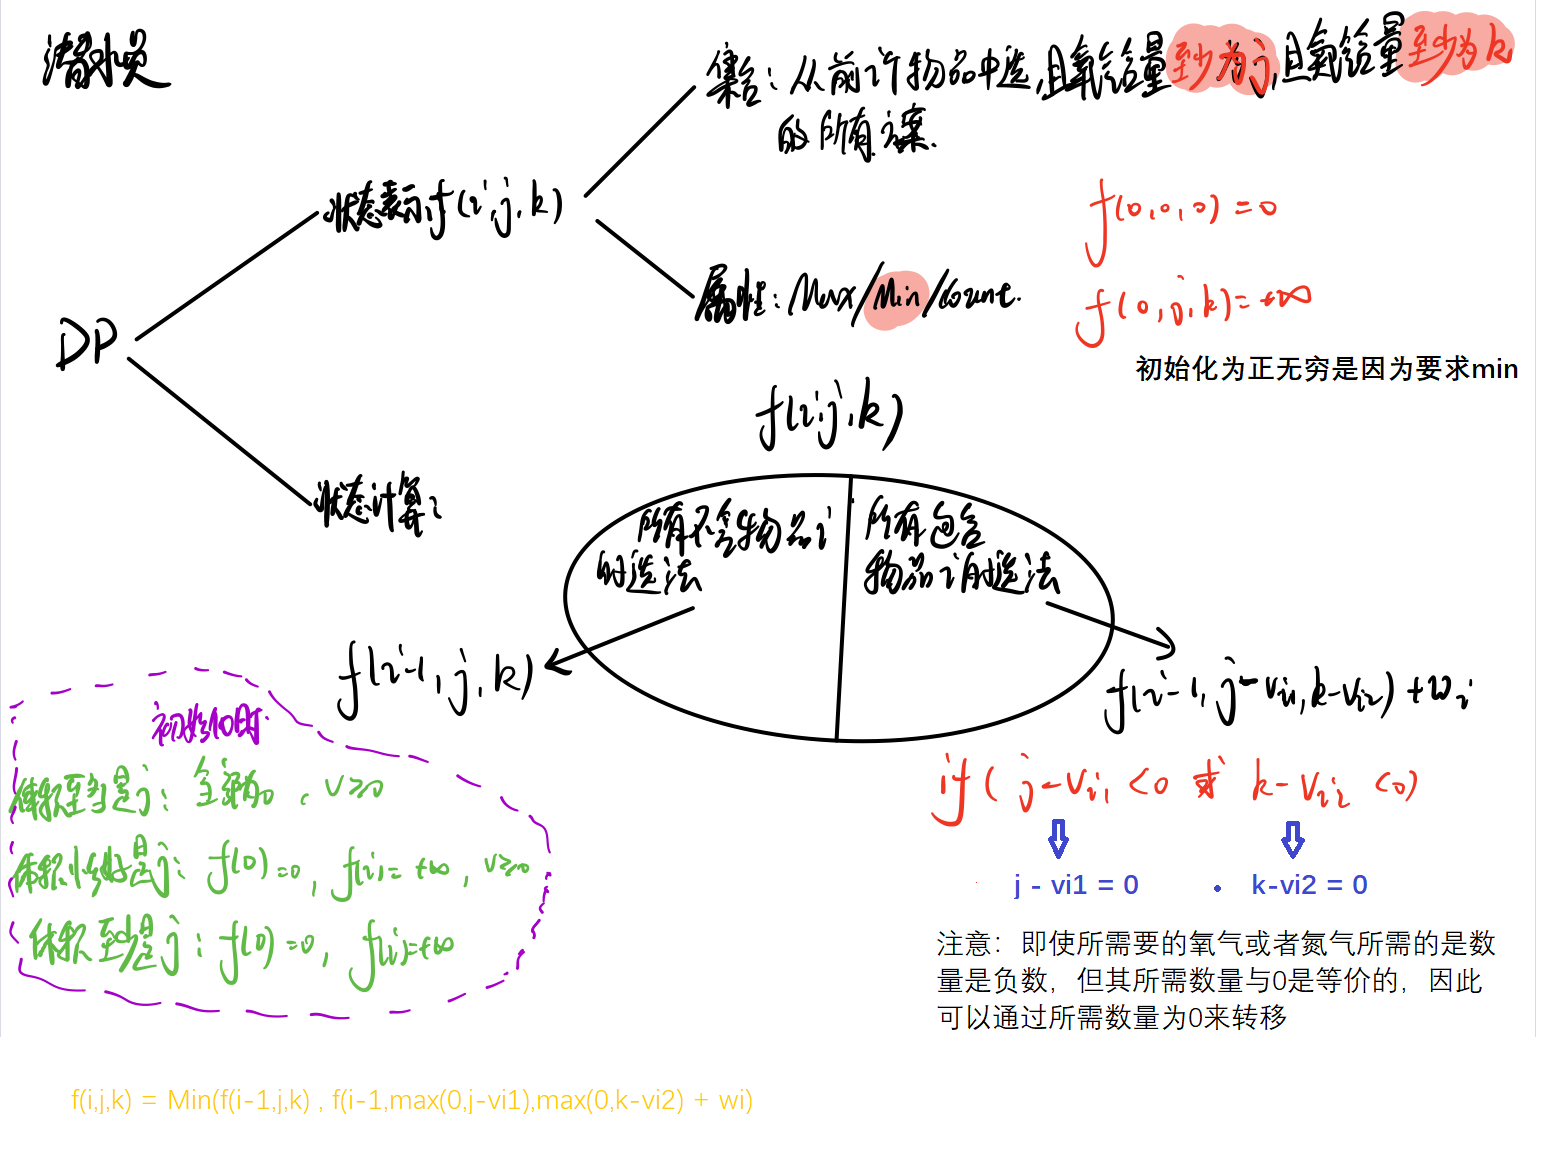 潜水员
集合：从前i个物品中选,且氧气含量至少为j,且氮气含量至少为k
的所有方案.
状态表示f(i,j,k)
f(0,0,0)=0
属性：Max/Min/Count.
f(0,j,k)=+∞
DP
初始化为正无穷是因为要求min
f(i,j,k)
状态计算：
所有不含物品i
的选法
所有包含
物品i的选法
f(i-1,j,k)
f(i-1,j-vi1,k-vi2)+wi
初始化时
体积至多是j：全部为0,v≥0
if(j-vi1<0 或 k-vi2<0)
体积恰好是j：f(0)=0,f(i)=+∞,v≥0
j - vi1 = 0
k-vi2 = 0
体积至少是j：f(0)=0,f(i)=+∞
注意：即使所需要的氧气或者氮气所需的是数
量是负数，但其所需数量与0是等价的，因此
可以通过所需数量为0来转移
f(i,j,k) = Min(f(i-1,j,k) , f(i-1,max(0,j-vi1),max(0,k-vi2) + wi)